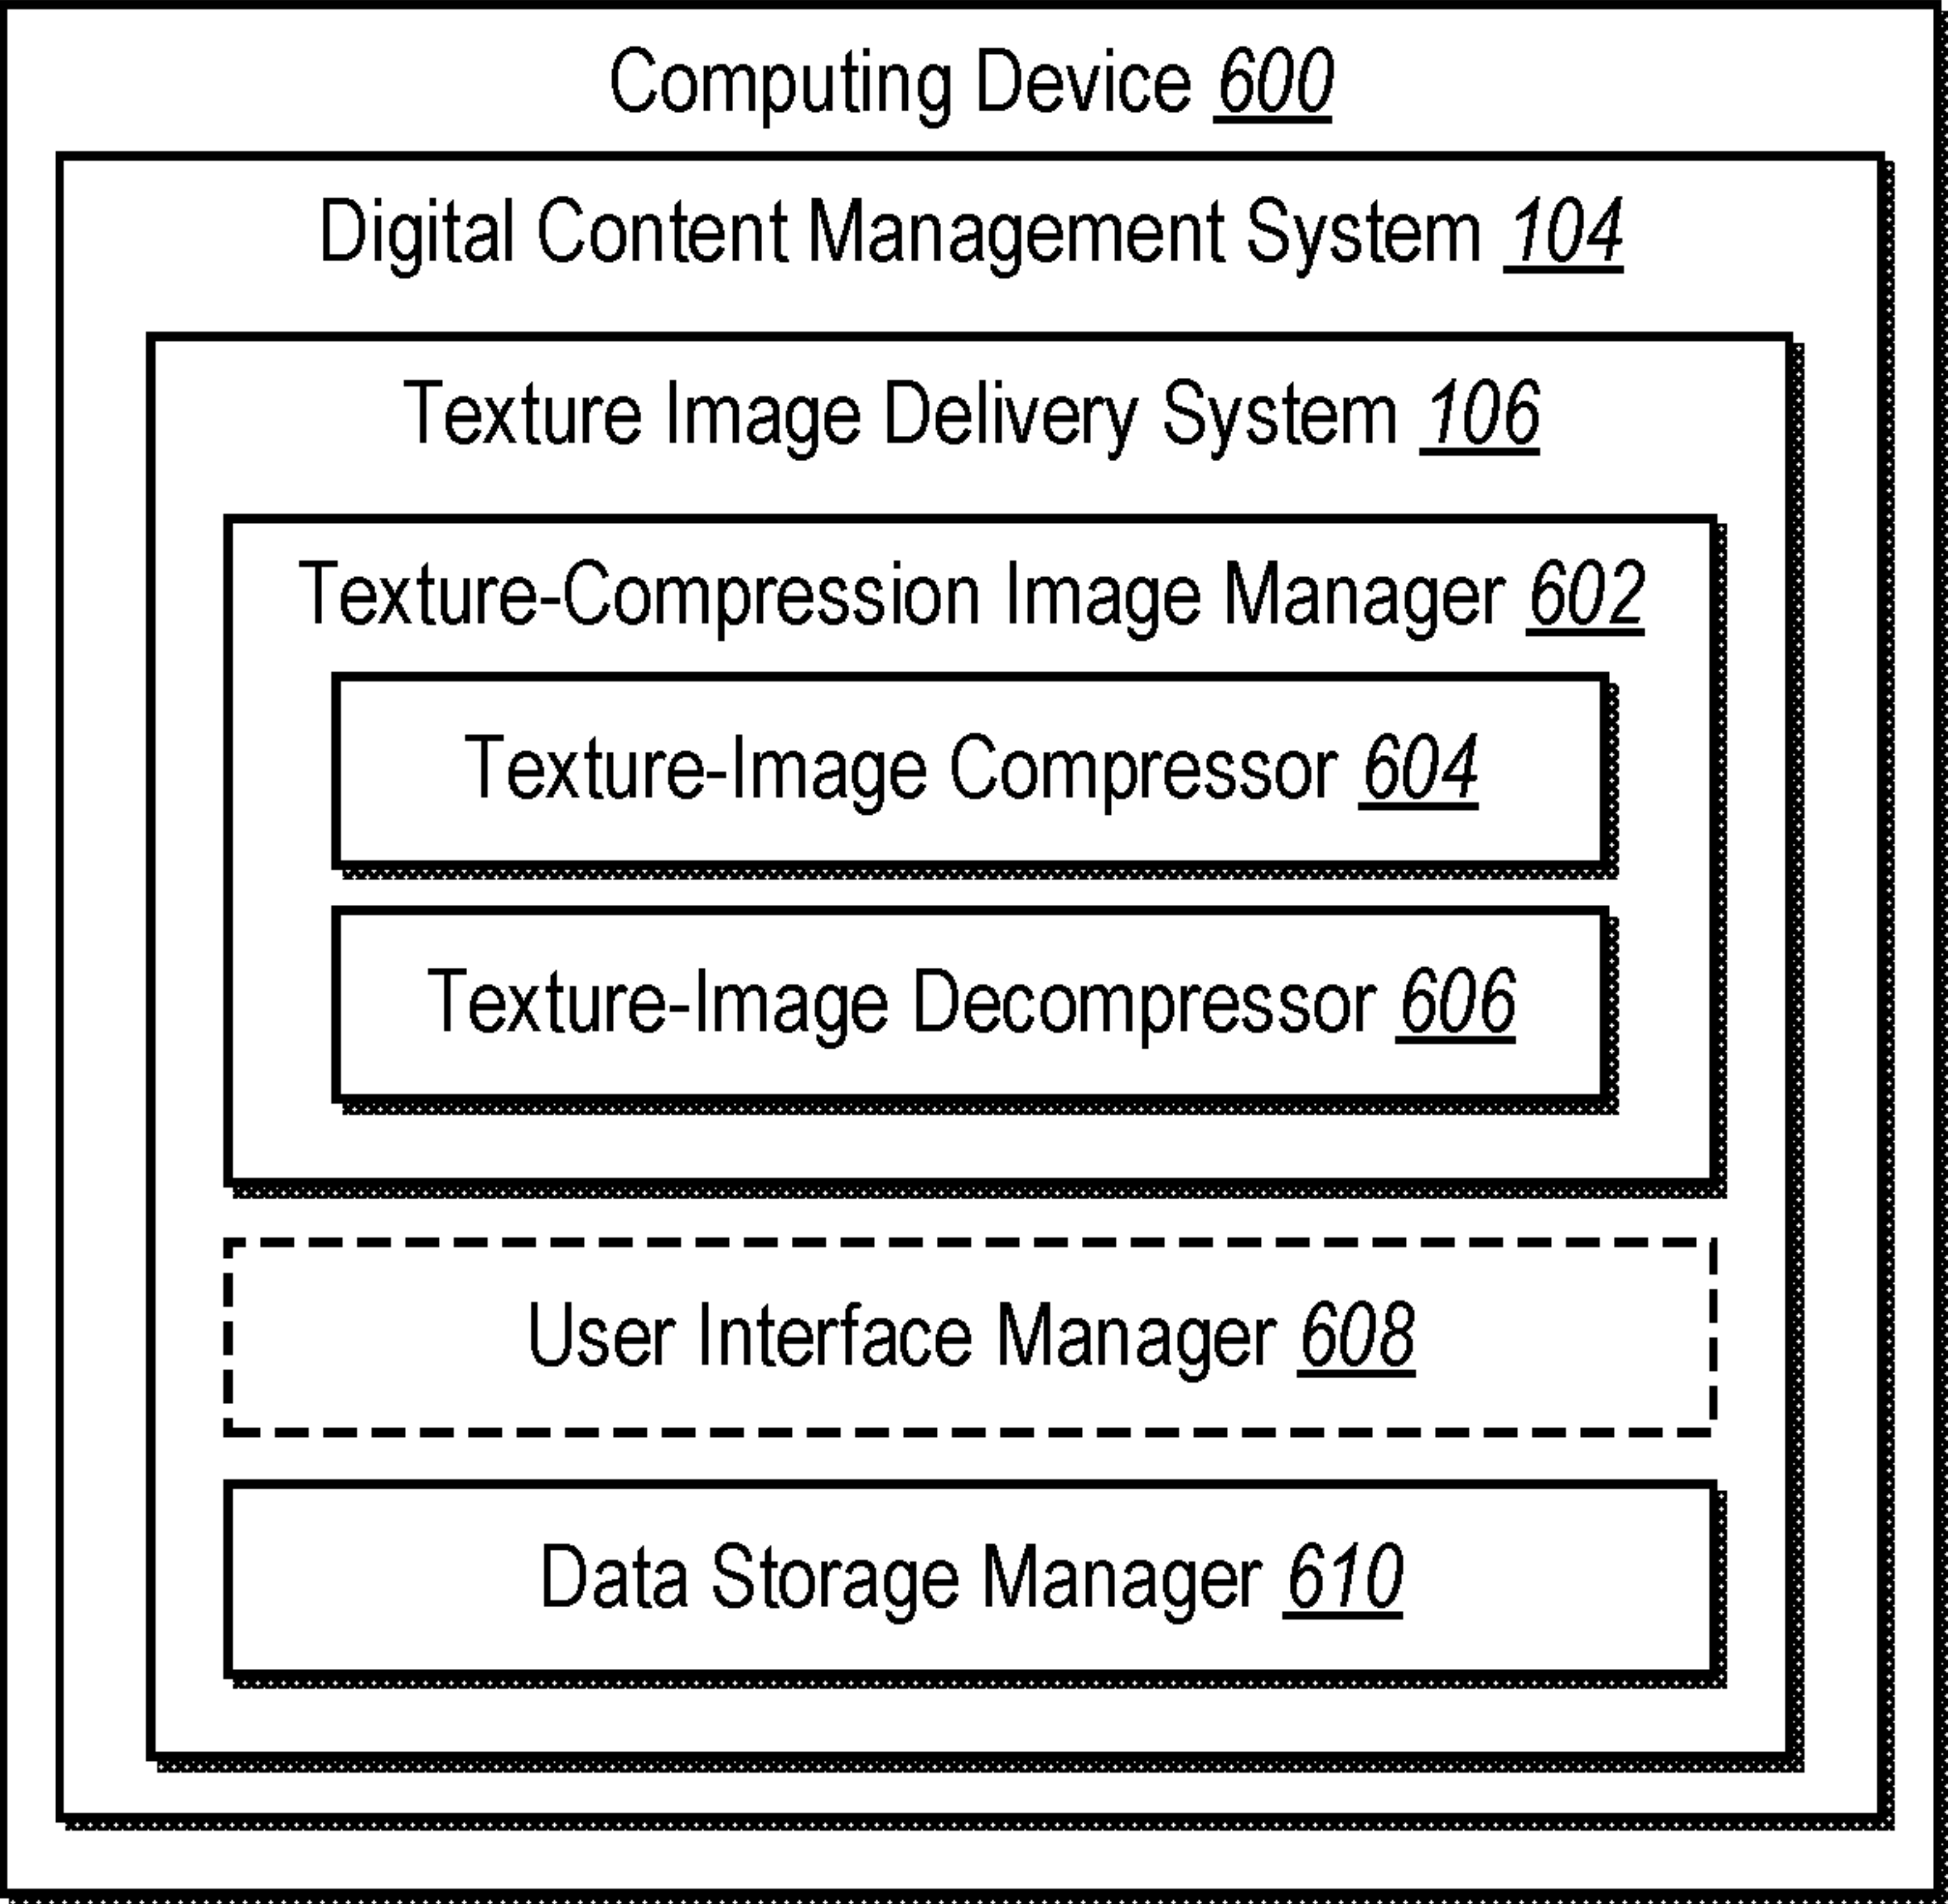 Computing Device 600
Digital Content Management System 104
Texture Image Delivery System 106
Texture-Compression Image Manager 602
Texture-Image Compressor 604
Texture-Image Decompressor 606
User Interface Manager 608
Data Storage Manager 610